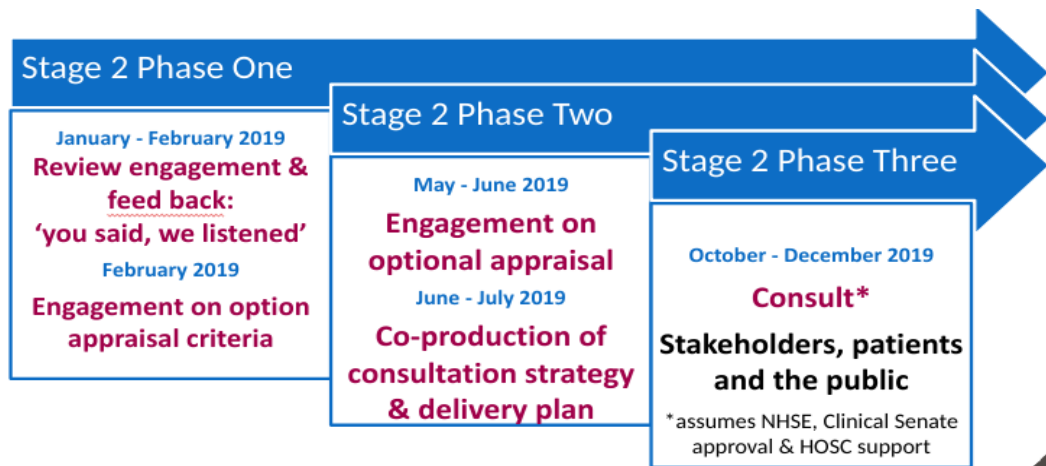 Stage 2 Phase One
January - February 2019
Review engagement &
feed back:
‘you said, we listened’
February 2019
Engagement on option
appraisal criteria
Stage 2 Phase Two
May - June 2019
Engagement on
optional appraisal
June - July 2019
Co-production of
consultation strategy
& delivery plan
Stage 2 Phase Three
October - December 2019
Consult*
Stakeholders, patients
and the public
*assumes NHSE, Clinical Senate
approval & HOSC support